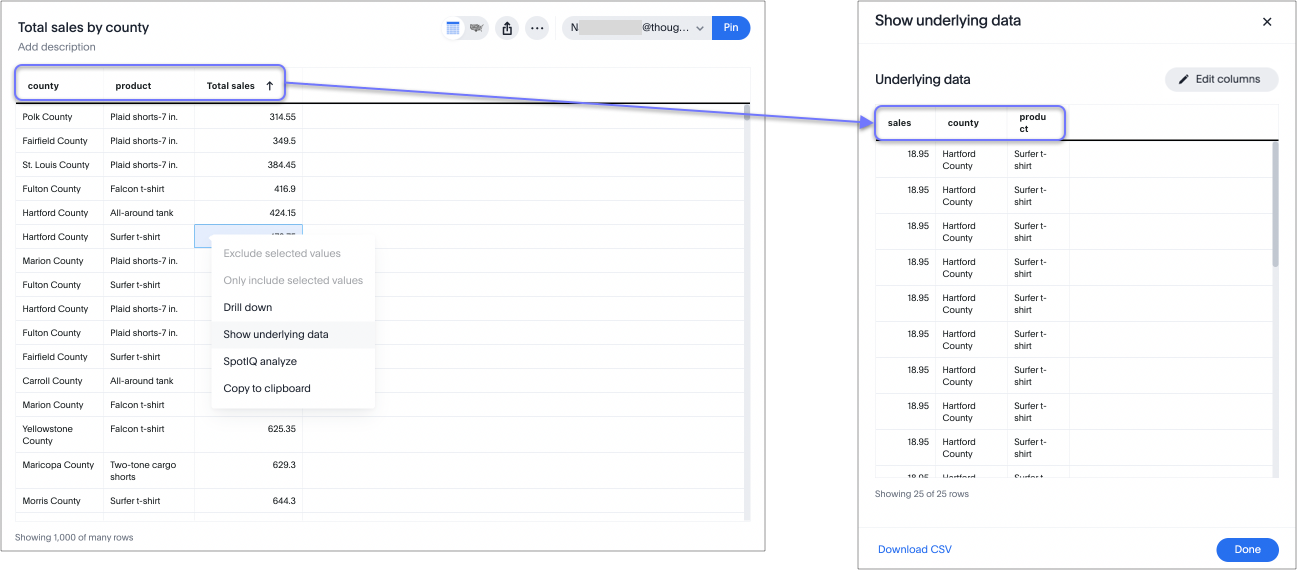 Total sales by county
Add description
N @thoug...
Pin
county product Total sales ↑
Polk County Plaid shorts-7 in. 314.55
Fairfield County Plaid shorts-7 in. 349.5
St. Louis County Plaid shorts-7 in. 384.45
Fulton County Falcon t-shirt 416.9
Hartford County All-around tank 424.15
Hartford County Surfer t-shirt
Marion County Plaid shorts-7 in.
Fulton County Surfer t-shirt
Hartford County Plaid shorts-7 in.
Fulton County Plaid shorts-7 in.
Fairfield County Surfer t-shirt
Carroll County All-around tank
Marion County Falcon t-shirt
Yellowstone Falcon t-shirt 625.35
County
Maricopa County Two-tone cargo 629.3
shorts
Morris County Surfer t-shirt 644.3
Showing 1,000 of many rows
Exclude selected values
Only include selected values
Drill down
Show underlying data
SpotIQ analyze
Copy to clipboard
Show underlying data
Underlying data
Edit columns
sales county produ
ct
18.95 Hartford Surfer t-
County shirt
18.95 Hartford Surfer t-
County shirt
18.95 Hartford Surfer t-
County shirt
18.95 Hartford Surfer t-
County shirt
18.95 Hartford Surfer t-
County shirt
18.95 Hartford Surfer t-
County shirt
18.95 Hartford Surfer t-
County shirt
18.95 Hartford Surfer t-
County shirt
18.95 Hartford Surfer t-
County shirt
18.95 Hartford Surfer t-
Showing 25 of 25 rows
Download CSV
Done